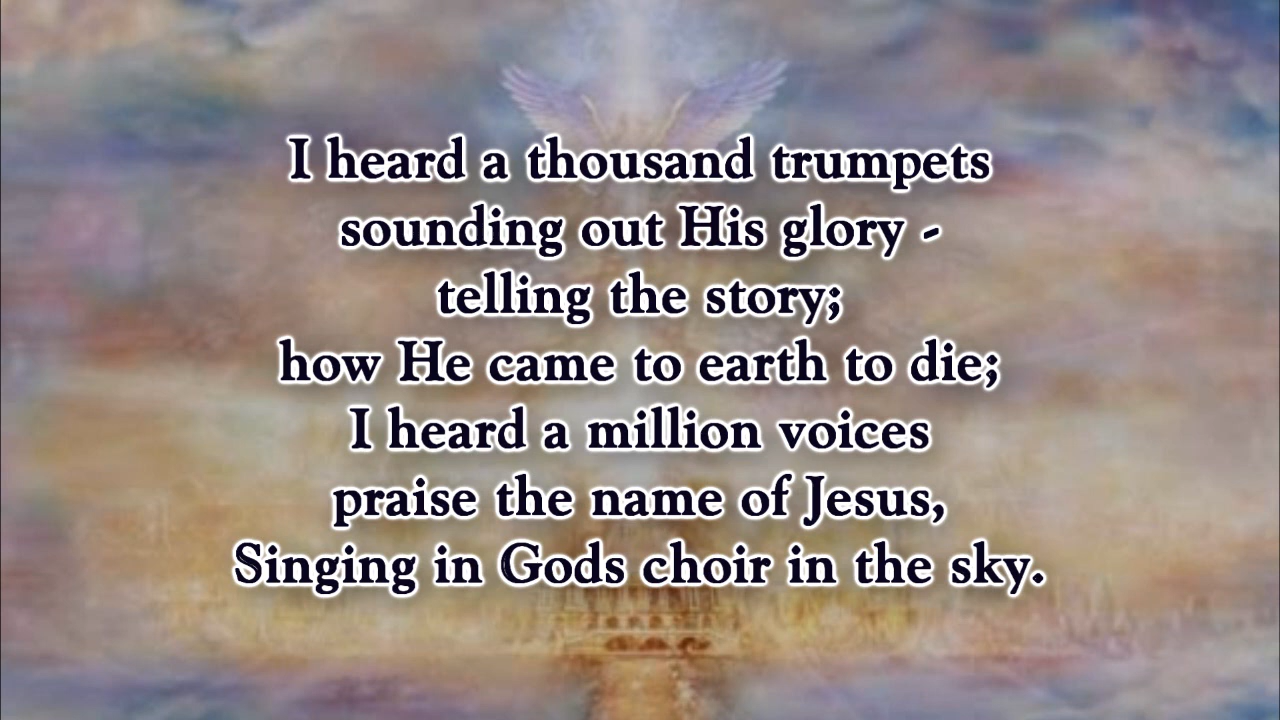 I heard a thousand trumpets
sounding out His glory -
telling the story;
how He came to earth to die;
I heard a million voices
praise the name of Jesus,
Singing in Gods choir in the sky.